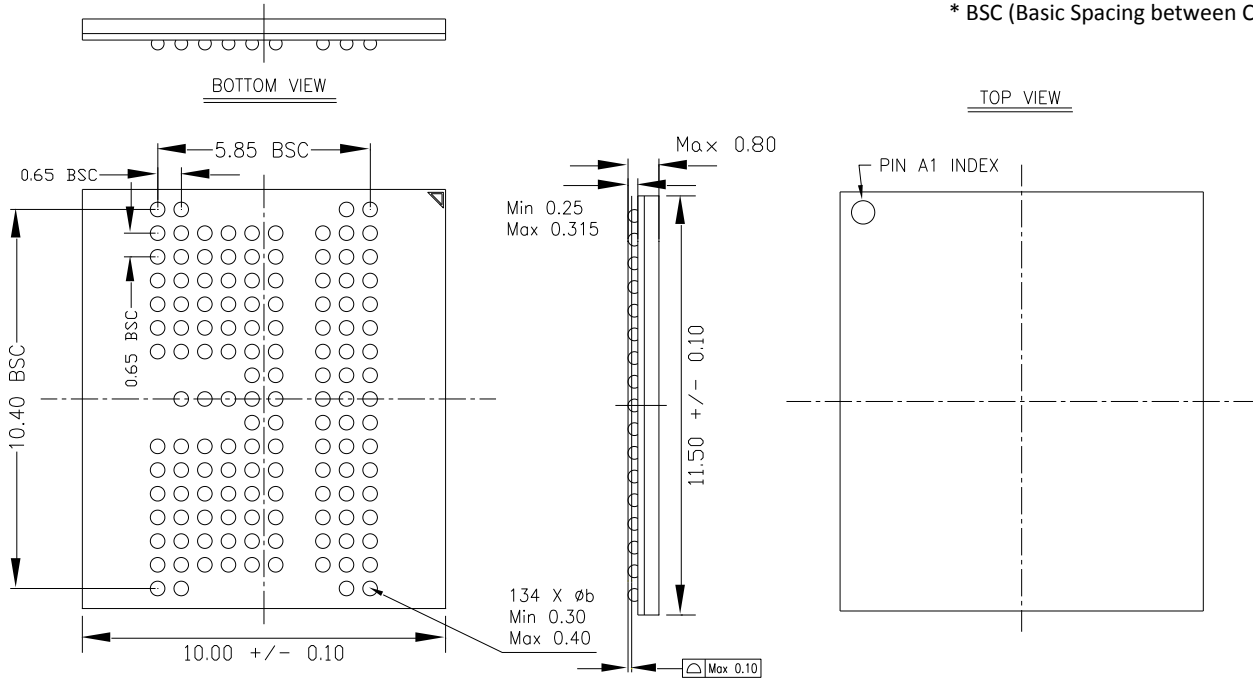 * BSC (Basic Spacing between C
BOTTOM VIEW
TOP VIEW
5.85 BSC
Max 0.80
0.65 BSC
PIN A1 INDEX
Min 0.25
Max 0.315
0.65 BSC
10.40 BSC
11.50 +/- 0.10
134 X øb
Min 0.30
Max 0.40
10.00 +/- 0.10
Max 0.10